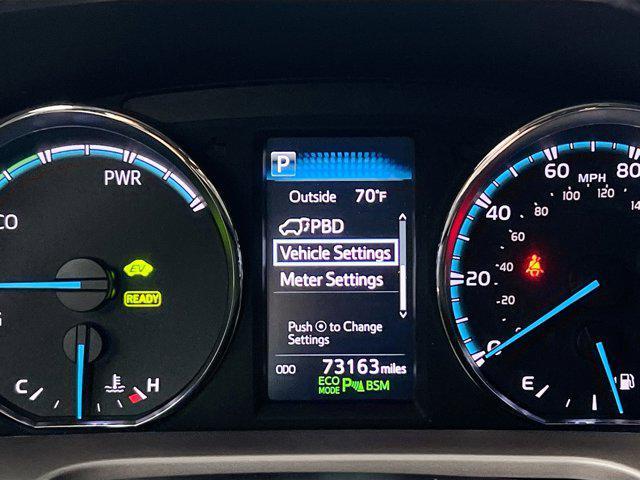 PWR
CO
EV
READY
G
C
H
P
Outside 70°F
PBD
Vehicle Settings
Meter Settings
Push ⦿ to Change
Settings
ODO 73163 miles
ECO
MODE P BSM
60 MPH 80
100 120
40 80
60
20 40
20
0
E